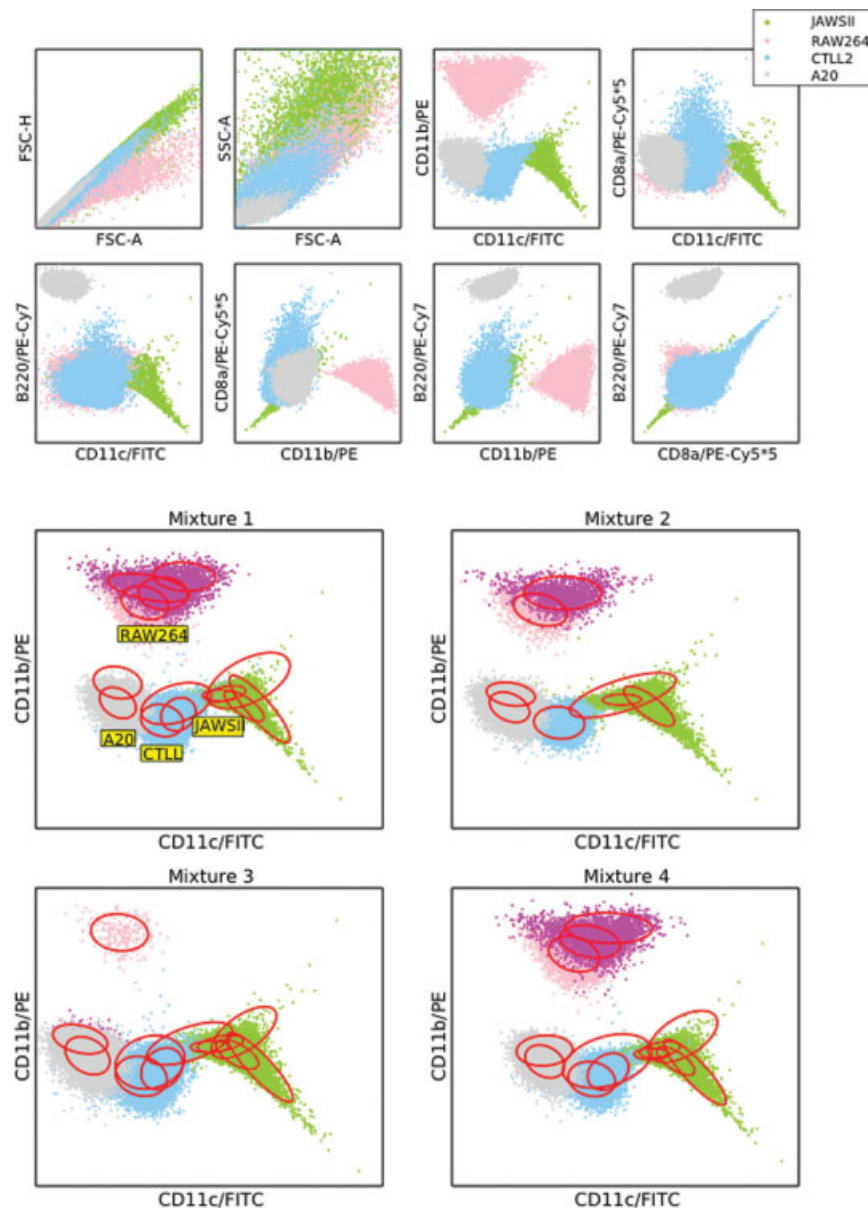 JAWSII
RAW264
CTLL2
A20
FSC-H
FSC-A
SSC-A
FSC-A
CD11b/PE
CD11c/FITC
CD8a/PE-Cy5*5
CD11c/FITC
B220/PE-Cy7
CD11c/FITC
CD8a/PE-Cy5*5
CD11b/PE
B220/PE-Cy7
CD11b/PE
B220/PE-Cy7
CD8a/PE-Cy5*5
Mixture 1
CD11b/PE
RAW264
A20
CTLL
JAWSII
CD11c/FITC
Mixture 2
CD11b/PE
CD11c/FITC
Mixture 3
CD11b/PE
CD11c/FITC
Mixture 4
CD11b/PE
CD11c/FITC